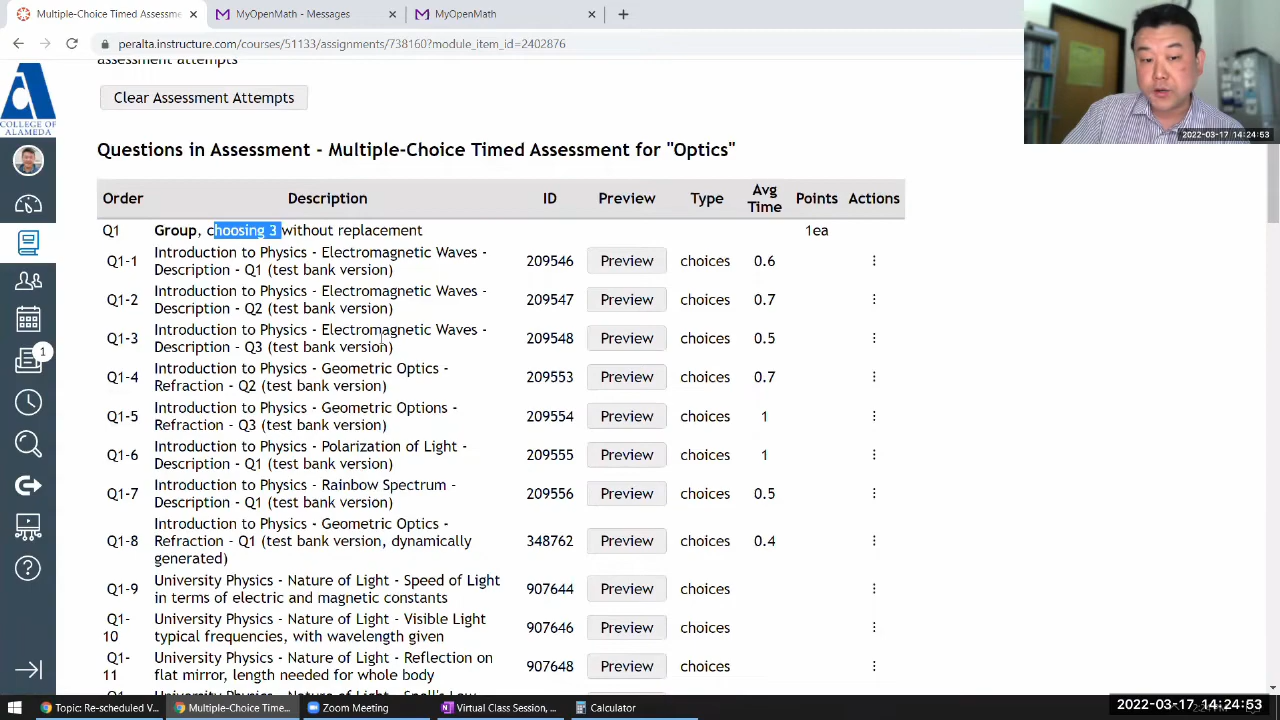 Multiple-Choice Timed Assessme
MyOpenMath - Messages
MyOpenMath
peralta.instructure.com/courses/51133/assignments/738160?module_item_id=2402876
2022-03-17 14:24:53
COLLEGE OF
ALAMEDA
1
assessment attempts
Clear Assessment Attempts
Questions in Assessment - Multiple-Choice Timed Assessment for "Optics"
Order Description ID Preview Type Avg Time Points Actions
Q1 Group, choosing 3 without replacement 1ea
Q1-1 Introduction to Physics - Electromagnetic Waves -
Description - Q1 (test bank version) 209546 Preview choices 0.6
Q1-2 Introduction to Physics - Electromagnetic Waves -
Description - Q2 (test bank version) 209547 Preview choices 0.7
Q1-3 Introduction to Physics - Electromagnetic Waves -
Description - Q3 (test bank version) 209548 Preview choices 0.5
Q1-4 Introduction to Physics - Geometric Optics -
Refraction - Q2 (test bank version) 209553 Preview choices 0.7
Q1-5 Introduction to Physics - Geometric Options -
Refraction - Q3 (test bank version) 209554 Preview choices 1
Q1-6 Introduction to Physics - Polarization of Light -
Description - Q1 (test bank version) 209555 Preview choices 1
Q1-7 Introduction to Physics - Rainbow Spectrum -
Description - Q1 (test bank version) 209556 Preview choices 0.5
Q1-8 Introduction to Physics - Geometric Optics -
Refraction - Q1 (test bank version, dynamically
generated) 348762 Preview choices 0.4
Q1-9 University Physics - Nature of Light - Speed of Light
in terms of electric and magnetic constants 907644 Preview choices
Q1-10 University Physics - Nature of Light - Visible Light
typical frequencies, with wavelength given 907646 Preview choices
Q1-11 University Physics - Nature of Light - Reflection on
flat mirror, length needed for whole body 907648 Preview choices
Topic: Re-scheduled V...
Multiple-Choice Time...
Zoom Meeting
Virtual Class Session, ...
Calculator
2022-03-17 14:24:53